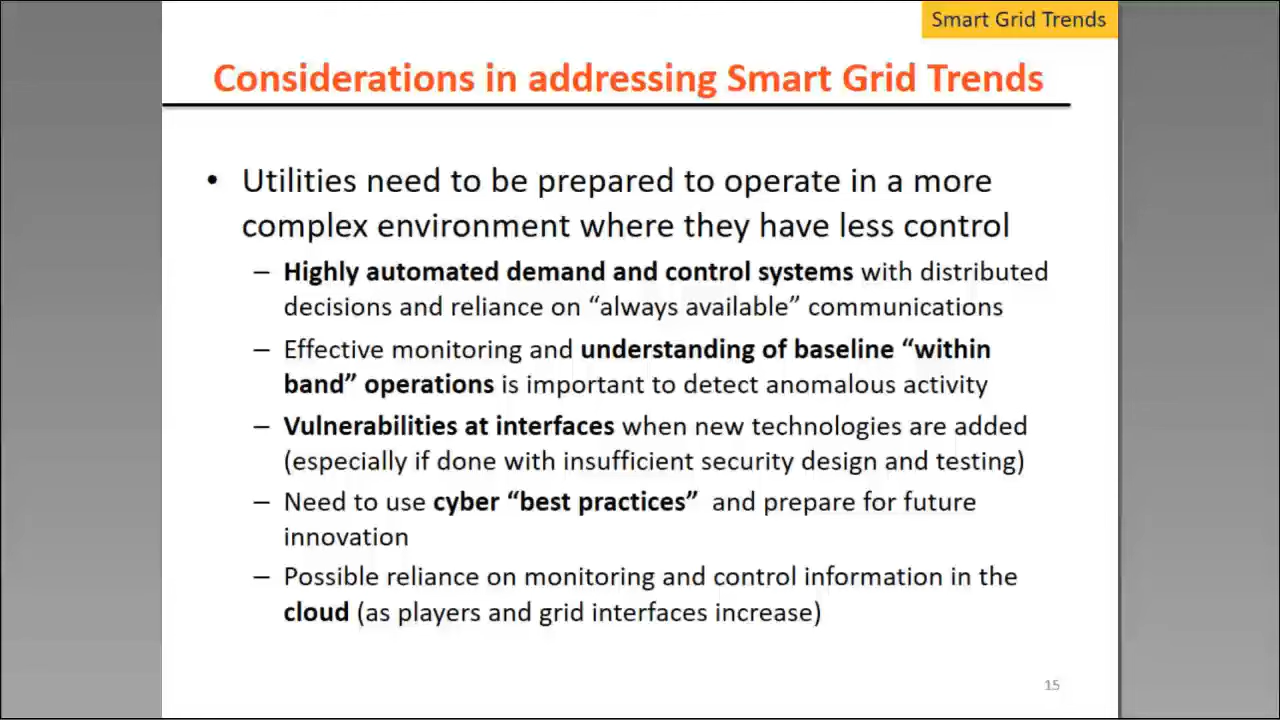 Smart Grid Trends
Considerations in addressing Smart Grid Trends
• Utilities need to be prepared to operate in a more
complex environment where they have less control
– Highly automated demand and control systems with distributed
decisions and reliance on “always available” communications
– Effective monitoring and understanding of baseline “within
band” operations is important to detect anomalous activity
– Vulnerabilities at interfaces when new technologies are added
(especially if done with insufficient security design and testing)
– Need to use cyber “best practices”  and prepare for future
innovation
– Possible reliance on monitoring and control information in the
cloud (as players and grid interfaces increase)
15